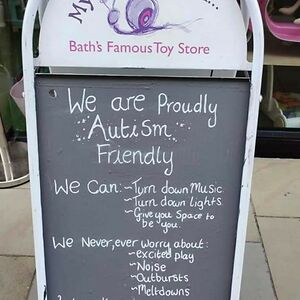 My
Bath's Famous Toy Store
We are Proudly
Autism
Friendly
We Can:~Turn down Music
~Turn down lights
~Give you space to
be you.
We Never, ever worry about:
~excited play
~Noise
~Outbursts
~Meltdowns